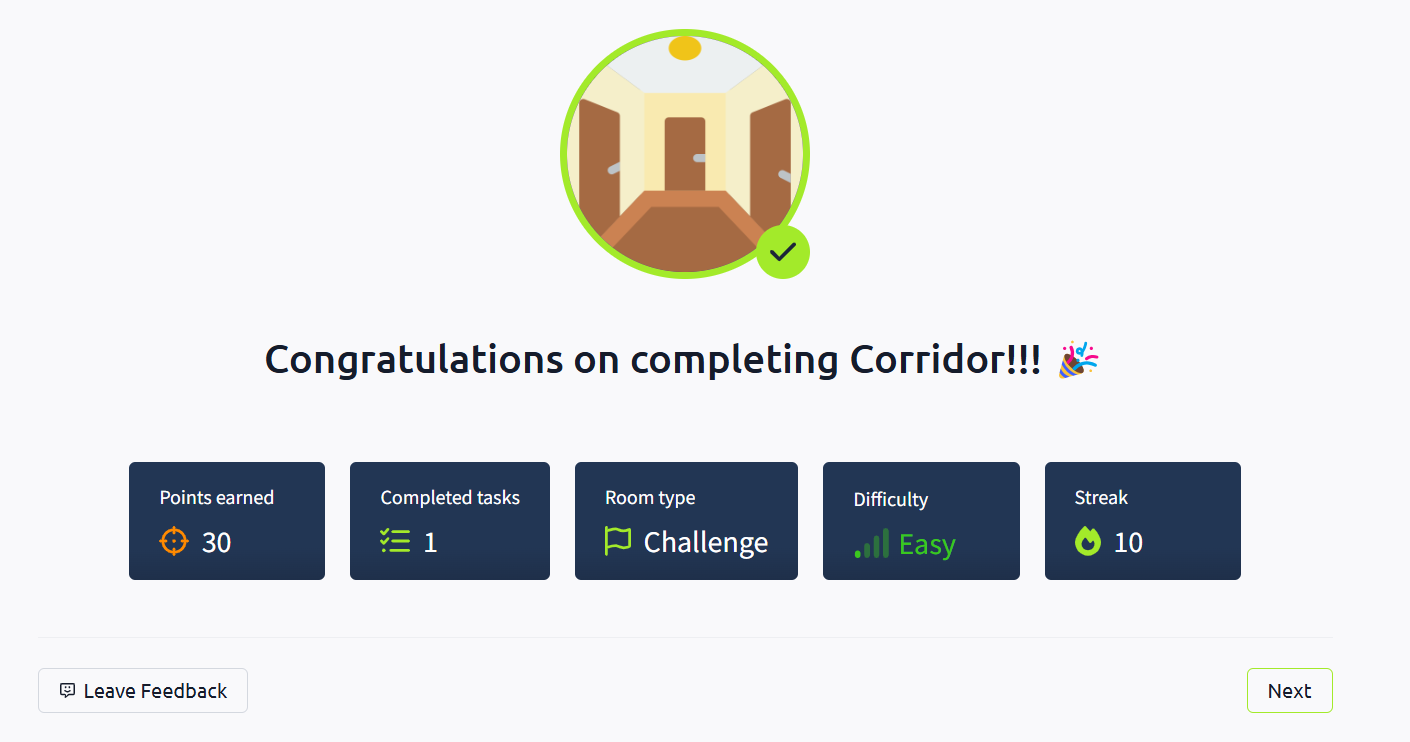 Congratulations on completing Corridor!!! 🎉
Points earned
30
Completed tasks
1
Room type
Challenge
Difficulty
Easy
Streak
10
Leave Feedback
Next